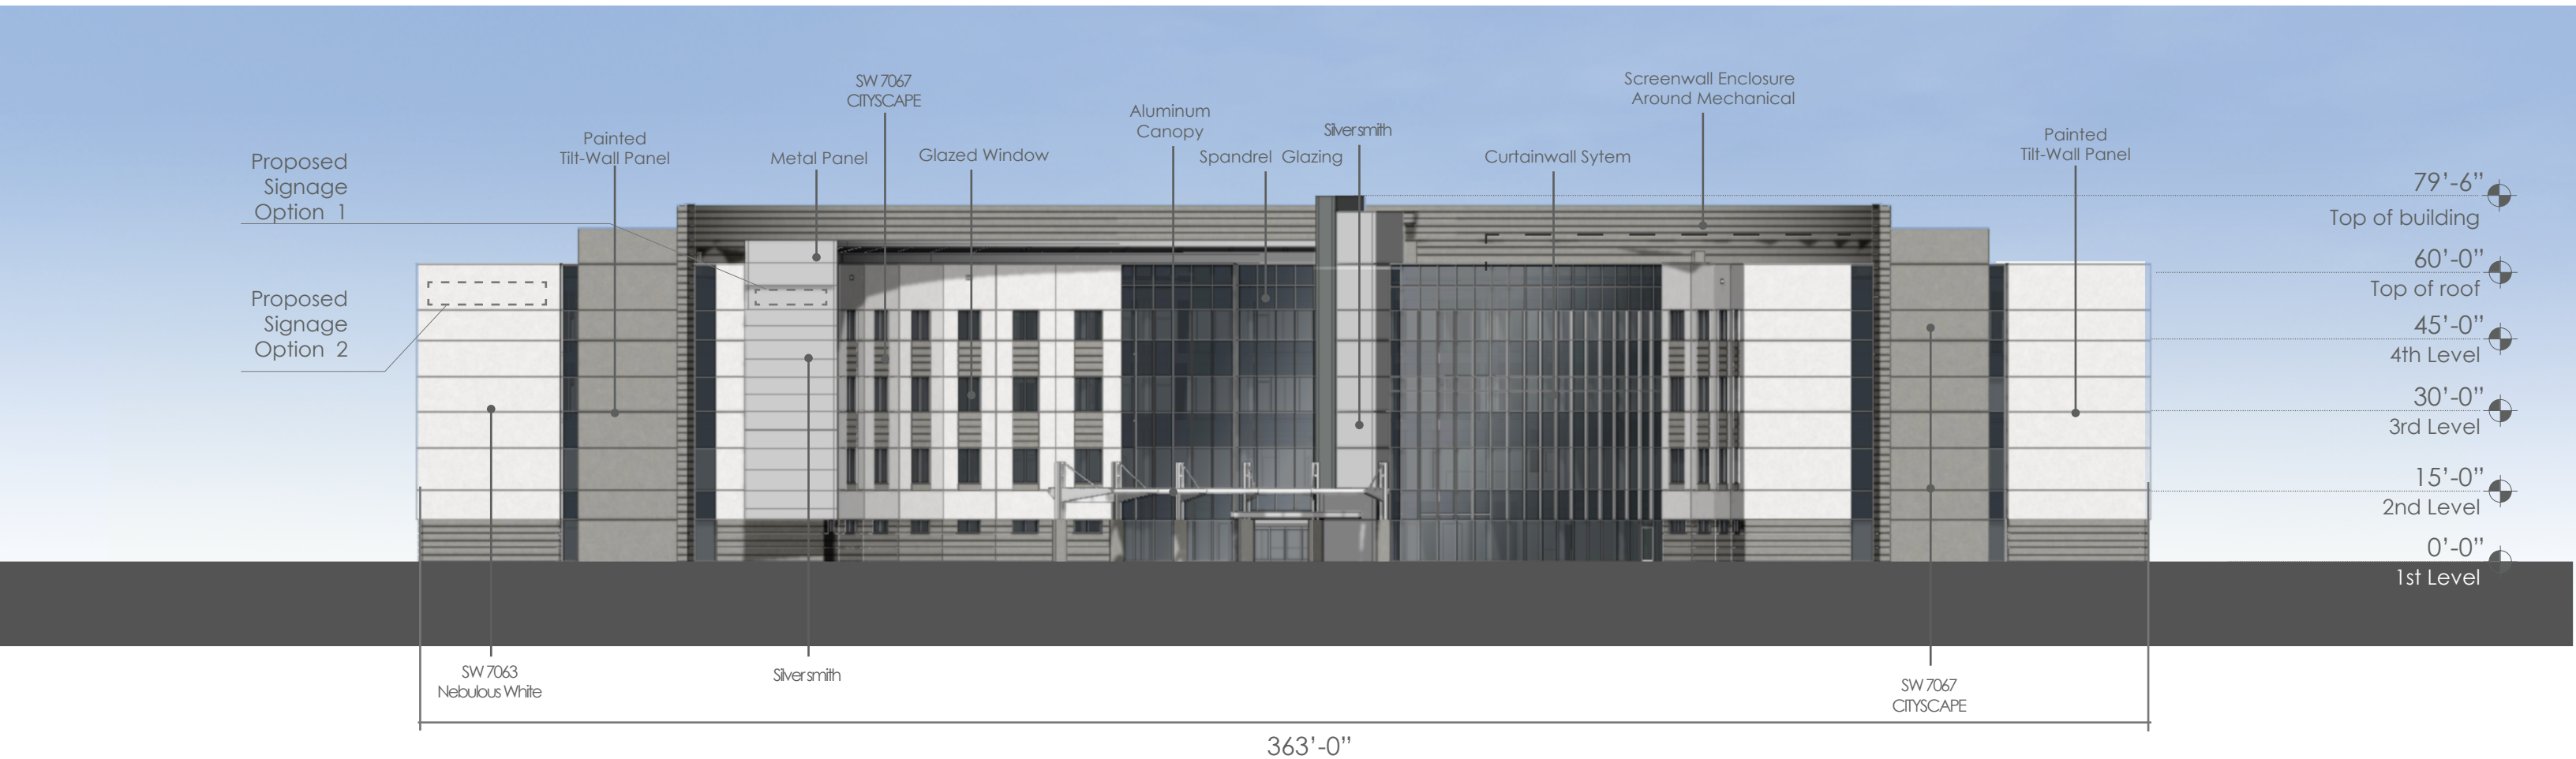 SW 7067
CITYSCAPE
Screenwall Enclosure
Around Mechanical
Aluminum
Canopy
Silversmith
Painted
Tilt-Wall Panel
Metal Panel
Glazed Window
Spandrel Glazing
Curtainwall Sytem
Painted
Tilt-Wall Panel
Proposed
Signage
Option 1
Proposed
Signage
Option 2
79'-6”
Top of building
60'-0”
Top of roof
45'-0”
4th Level
30'-0”
3rd Level
15'-0”
2nd Level
0'-0”
1st Level
SW 7063
Nebulous White
Silversmith
SW 7067
CITYSCAPE
363'-0”